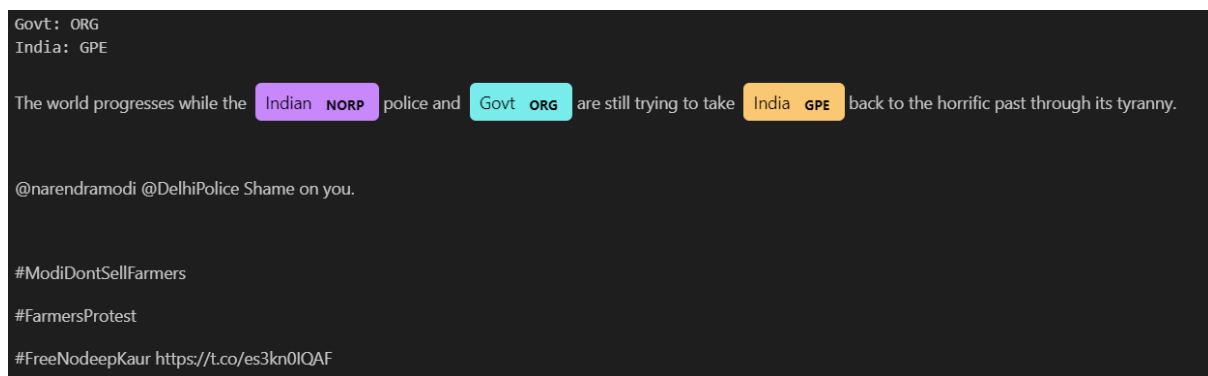 Govt: ORG
India: GPE
The world progresses while the Indian NORP police and Govt ORG are still trying to take India GPE back to the horrific past through its tyranny.
@narendramodi @DelhiPolice Shame on you.
#ModiDontSellFarmers
#FarmersProtest
#FreeNodeepKaur https://t.co/es3kn0IQAF